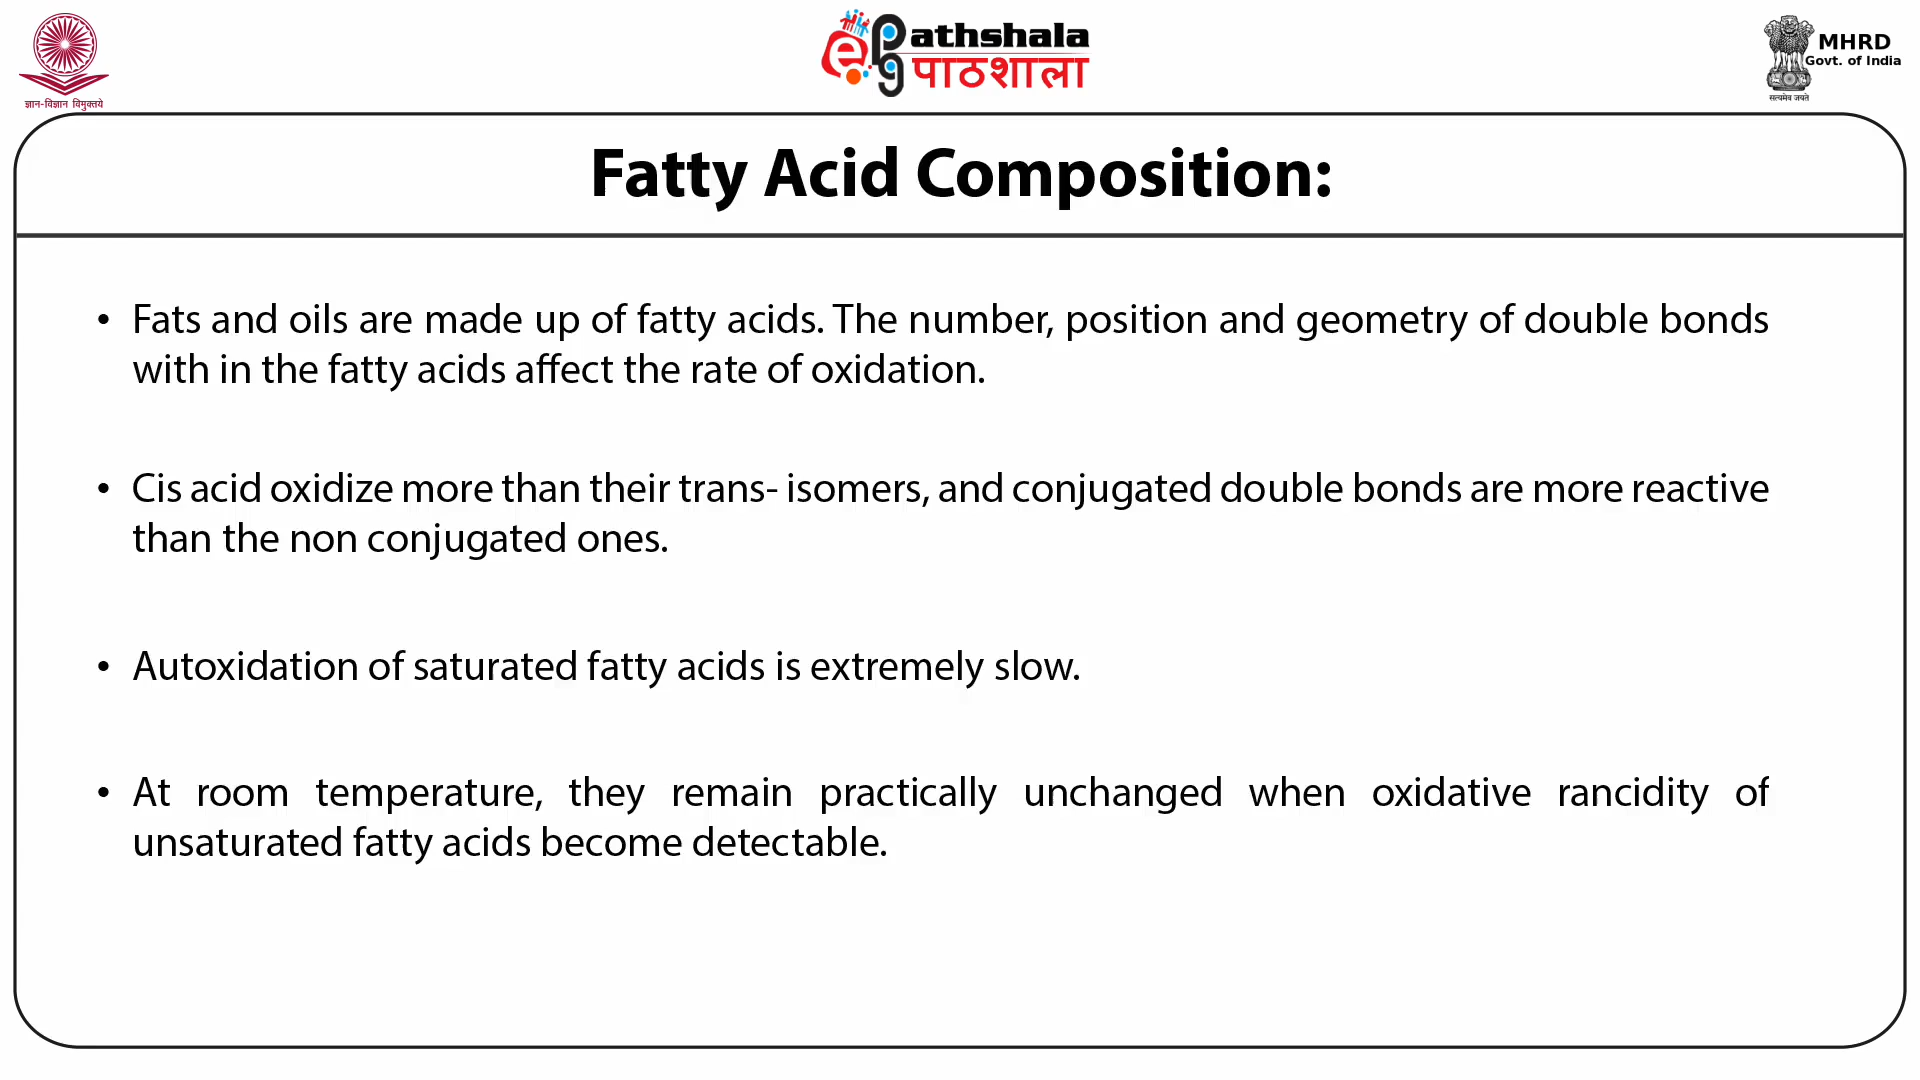 ज्ञान-विज्ञान विमुक्तये
ePathshala
पाठशाला
MHRD
Govt. of India
सत्यमेव जयते
Fatty Acid Composition:
• Fats and oils are made up of fatty acids. The number, position and geometry of double bonds
with in the fatty acids affect the rate of oxidation.
• Cis acid oxidize more than their trans- isomers, and conjugated double bonds are more reactive
than the non conjugated ones.
• Autoxidation of saturated fatty acids is extremely slow.
• At room temperature, they remain practically unchanged when oxidative rancidity of
unsaturated fatty acids become detectable.